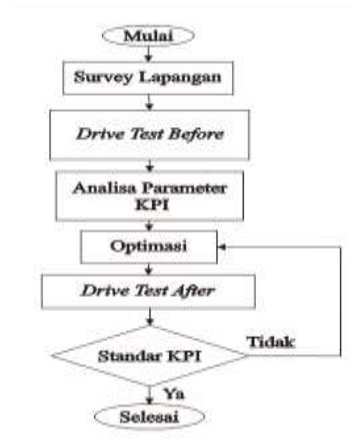 Mulai
Survey Lapangan
Drive Test Before
Analisa Parameter
KPI
Optimasi
Drive Test After
Standar KPI
Tidak
Ya
Selesai